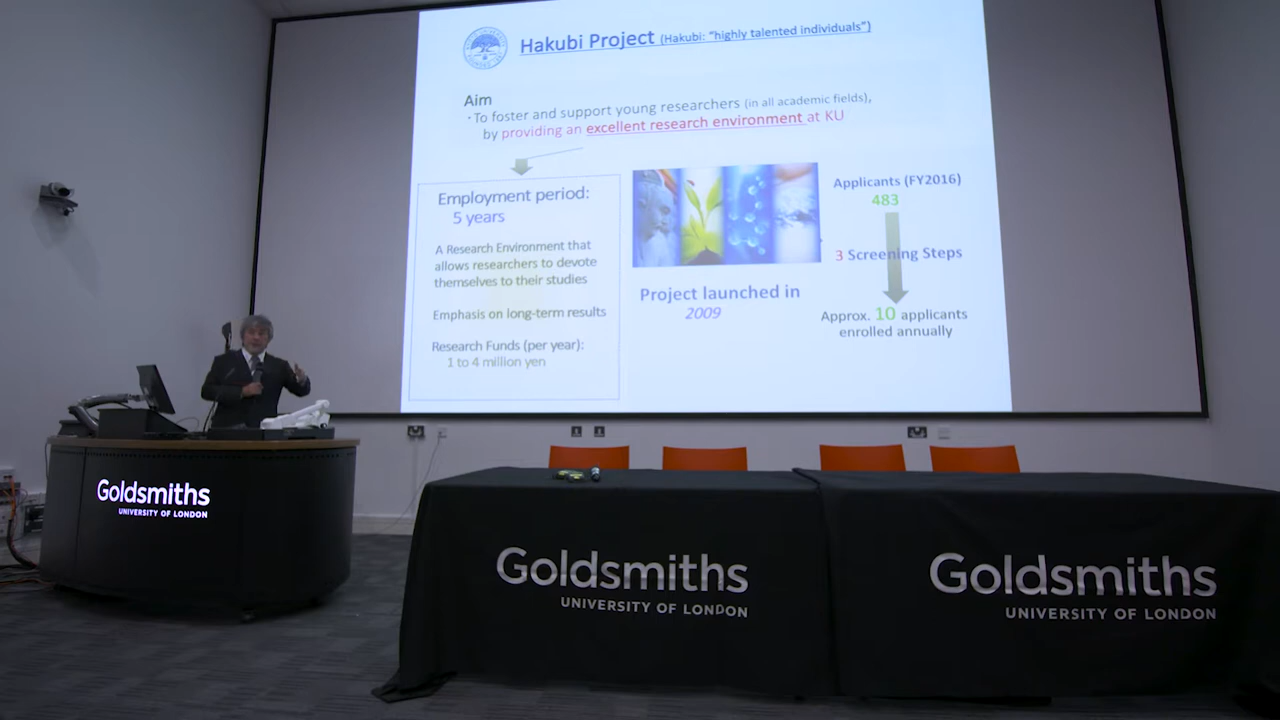 Hakubi Project (Hakubi: "highly talented individuals")
Aim
· To foster and support young researchers (in all academic fields),
by providing an excellent research environment at KU
Employment period:
5 years
A Research Environment that
allows researchers to devote
themselves to their studies
Emphasis on long-term results
Research Funds (per year):
1 to 4 million yen
Project launched in
2009
Applicants (FY2016)
483
3 Screening Steps
Approx. 10 applicants
enrolled annually
Goldsmiths
UNIVERSITY OF LONDON
Goldsmiths
UNIVERSITY OF LONDON
Goldsmiths
UNIVERSITY OF LONDON